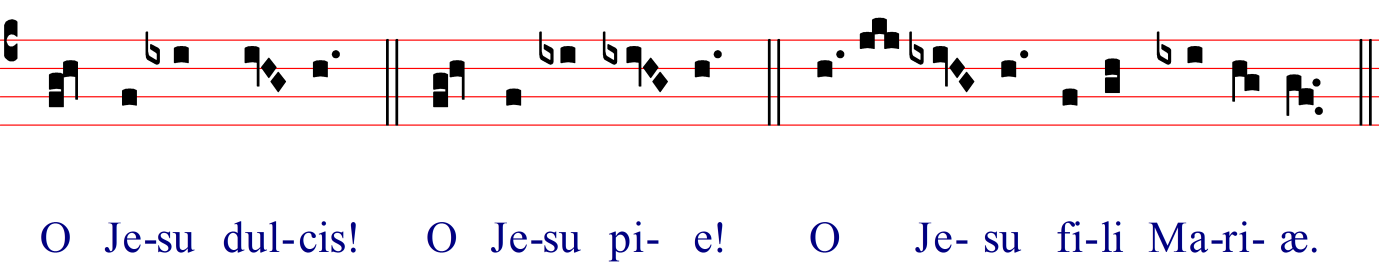 O Je-su dul-cis! O Je-su pi- e! O Je- su fi-li Ma-ri- æ.